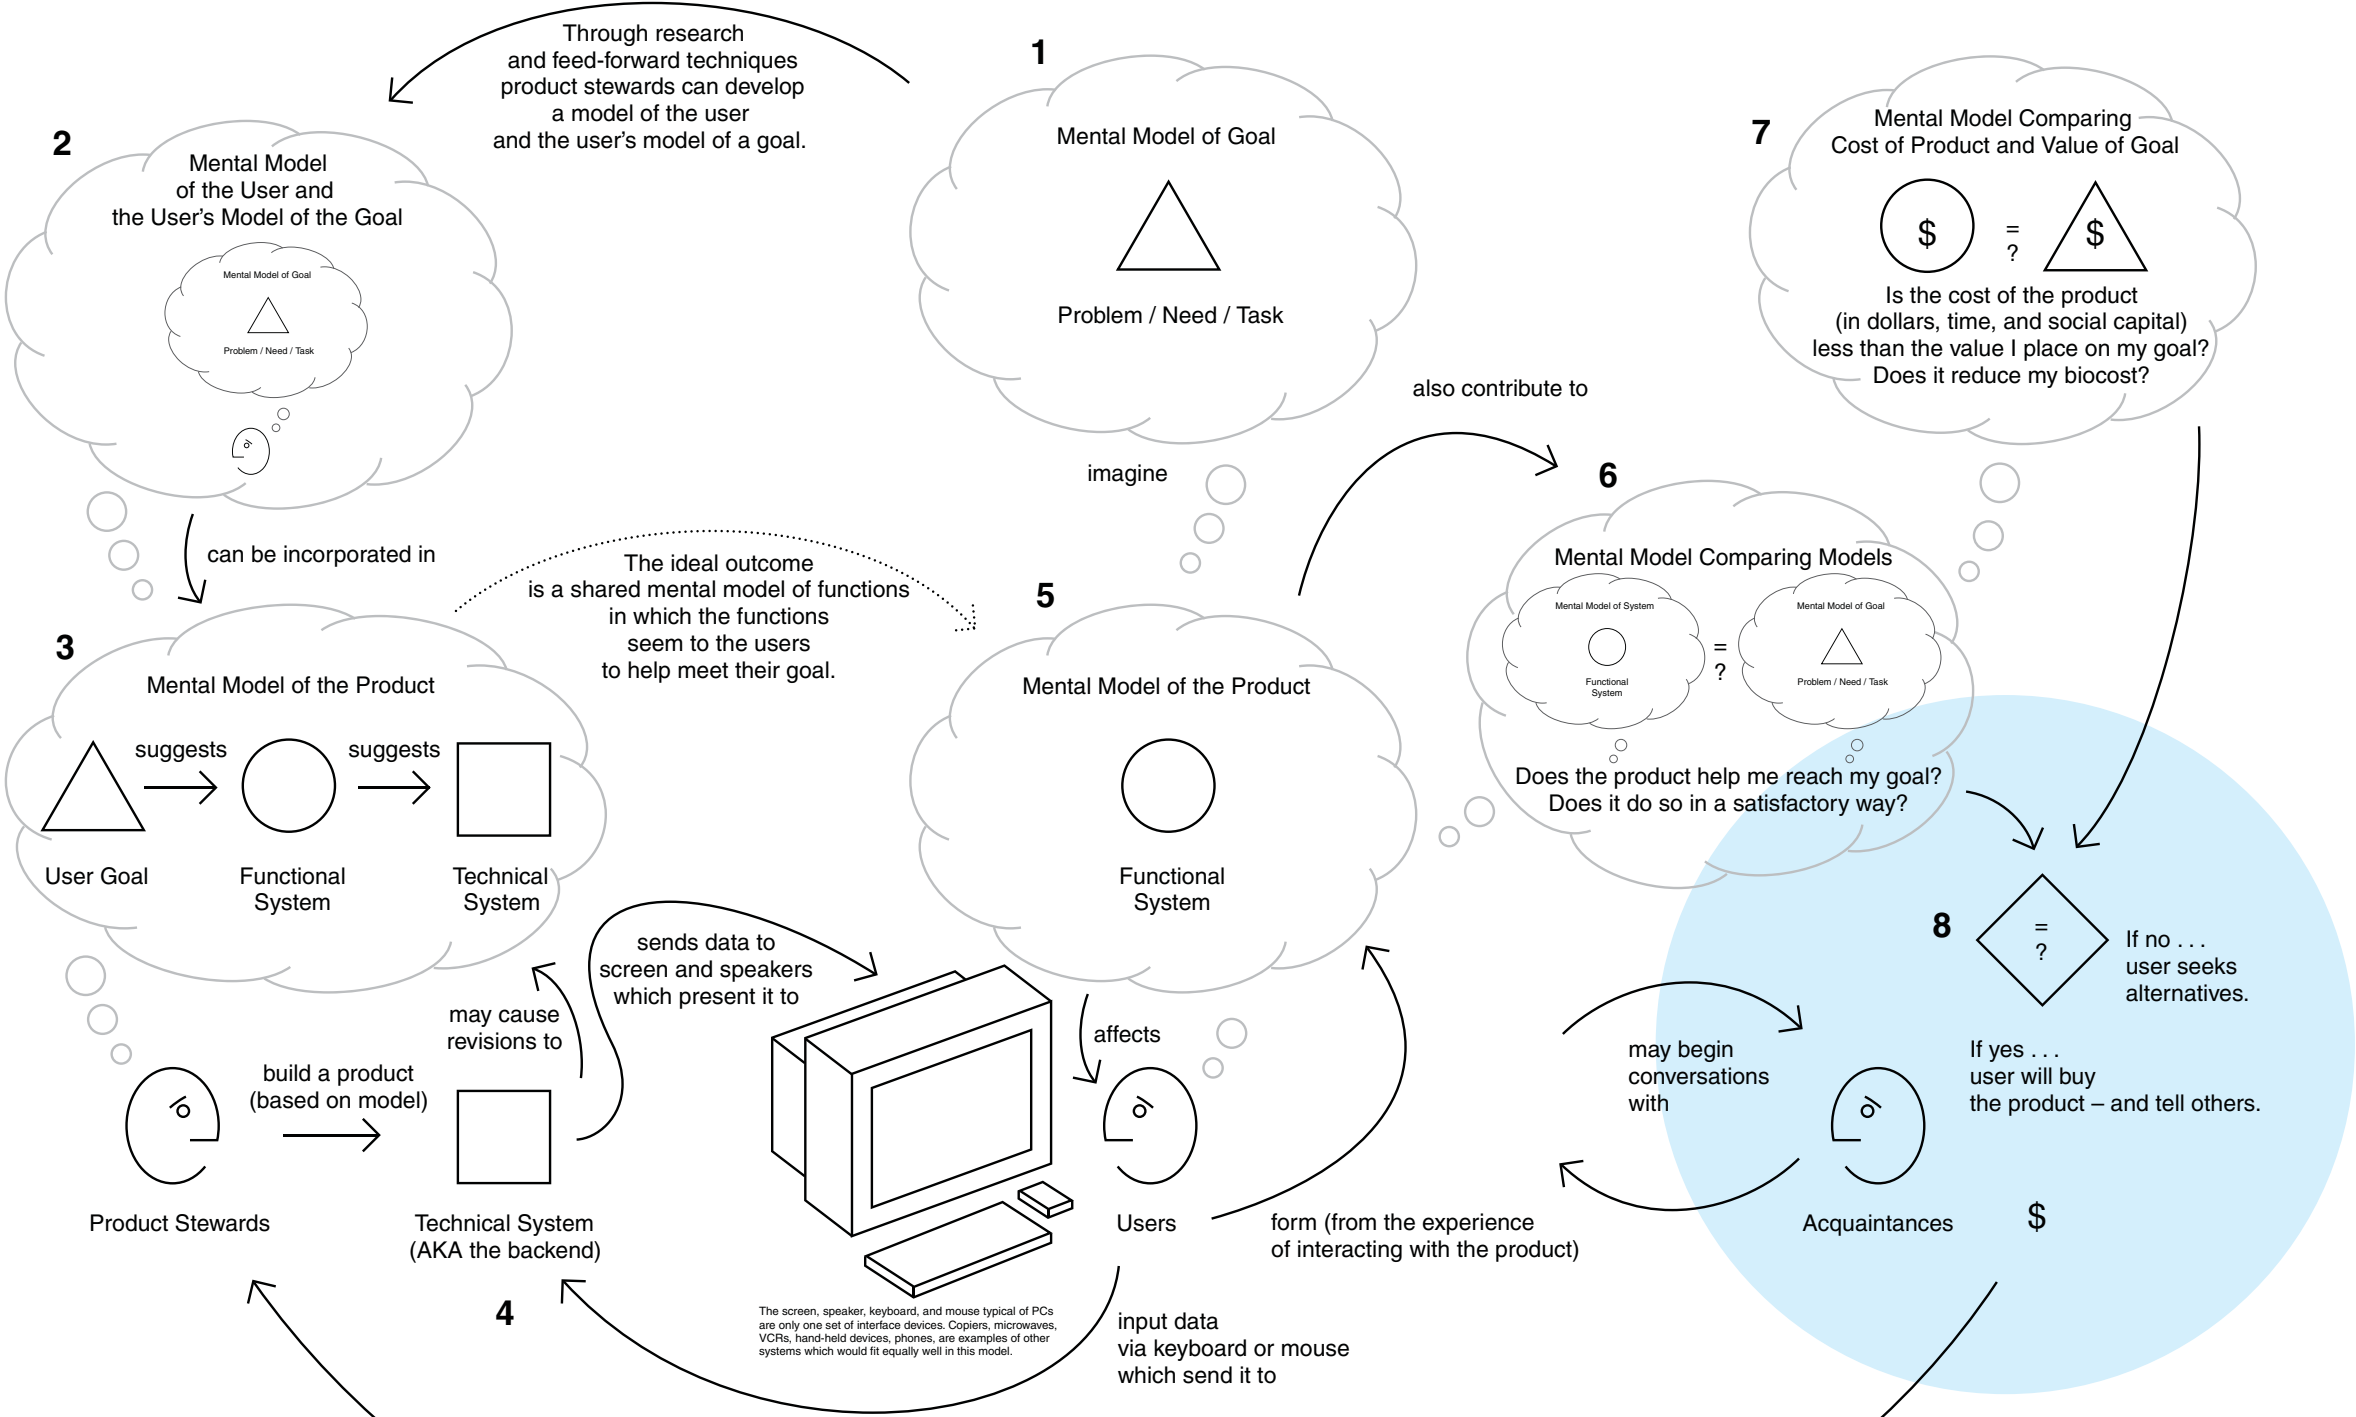 Through research
and feed-forward techniques
product stewards can develop
a model of the user
and the user's model of a goal.
1
Mental Model of Goal
Problem / Need / Task
imagine
2
Mental Model
of the User and
the User's Model of the Goal
Mental Model of Goal
Problem / Need / Task
can be incorporated in
7
Mental Model Comparing
Cost of Product and Value of Goal
$
=
?
$
Is the cost of the product
(in dollars, time, and social capital)
less than the value I place on my goal?
Does it reduce my biocost?
also contribute to
6
Mental Model Comparing Models
Mental Model of System
Functional
System
=
?
Mental Model of Goal
Problem / Need / Task
Does the product help me reach my goal?
Does it do so in a satisfactory way?
The ideal outcome
is a shared mental model of functions
in which the functions
seem to the users
to help meet their goal.
3
Mental Model of the Product
suggests
suggests
User Goal
Functional
System
Technical
System
5
Mental Model of the Product
Functional
System
8
=
?
If no . . .
user seeks
alternatives.
If yes . . .
user will buy
the product – and tell others.
sends data to
screen and speakers
which present it to
may cause
revisions to
affects
build a product
(based on model)
may begin
conversations
with
Product Stewards
Technical System
(AKA the backend)
4
Users
form (from the experience
of interacting with the product)
Acquaintances
$
The screen, speaker, keyboard, and mouse typical of PCs
are only one set of interface devices. Copiers, microwaves,
VCRs, hand-held devices, phones, are examples of other
systems which would fit equally well in this model.
input data
via keyboard or mouse
which send it to